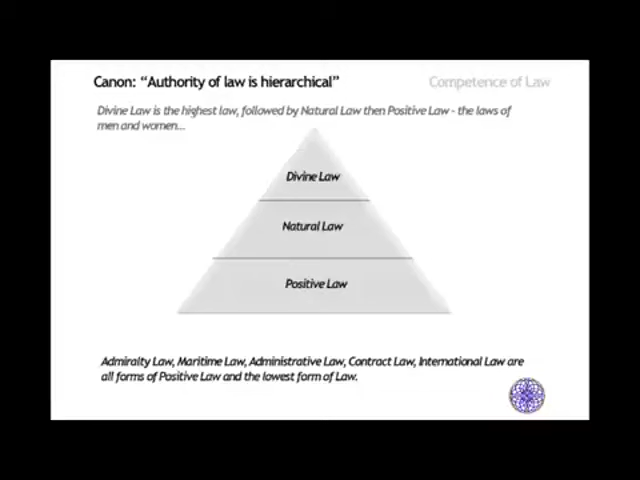 Canon: “Authority of law is hierarchical”
Competence of Law
Divine Law is the highest law, followed by Natural Law then Positive Law - the laws of
men and women...
Divine Law
Natural Law
Positive Law
Admiralty Law, Maritime Law, Administrative Law, Contract Law, International Law are
all forms of Positive Law and the lowest form of Law.